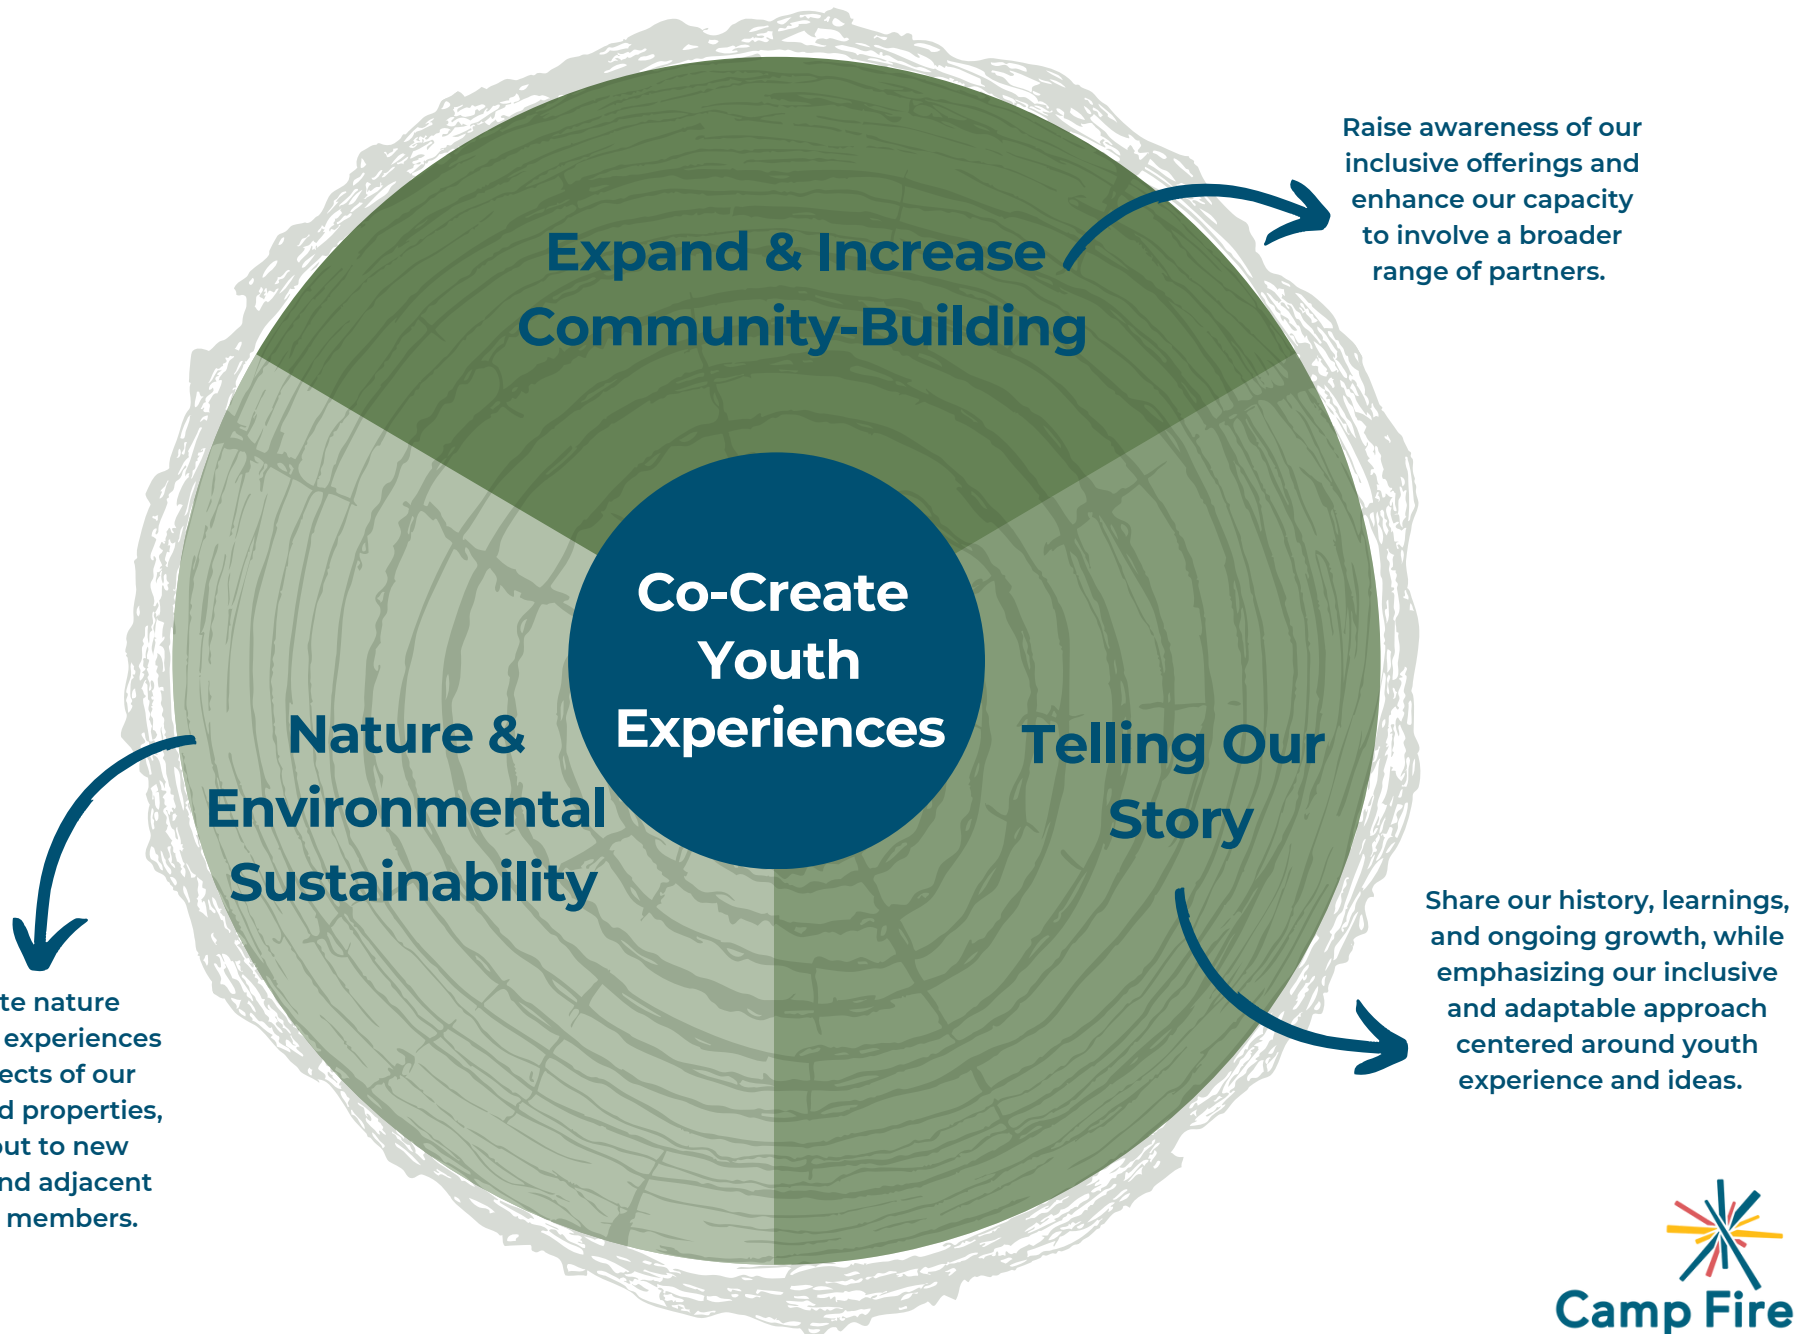 Raise awareness of our
inclusive offerings and
enhance our capacity
to involve a broader
range of partners.
Expand & Increase
Community-Building
Co-Create
Youth
Experiences
Nature &
Environmental
Sustainability
Telling Our
Story
Share our history, learnings,
and ongoing growth, while
emphasizing our inclusive
and adaptable approach
centered around youth
experience and ideas.
nature
experiences
of our
properties,
to new
adjacent
members.
Camp Fire